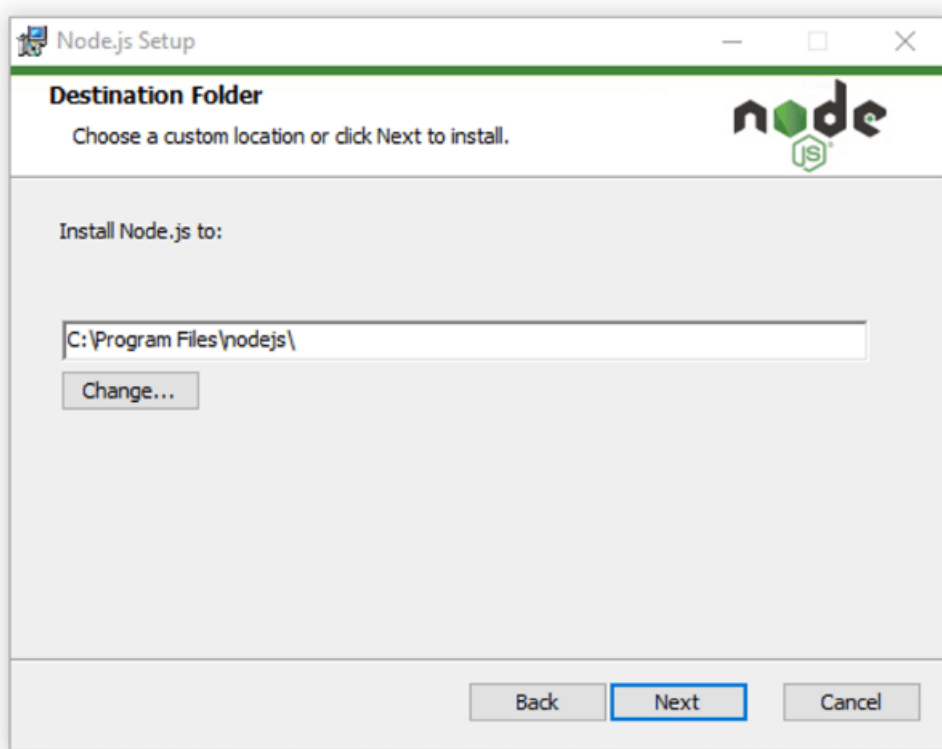 Node.js Setup
Destination Folder
Choose a custom location or click Next to install.
node
JS®
Install Node.js to:
C:\Program Files\nodejs\
Change...
Back
Next
Cancel